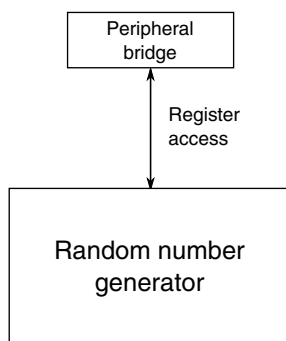 Peripheral
bridge
Register
access
Random number
generator